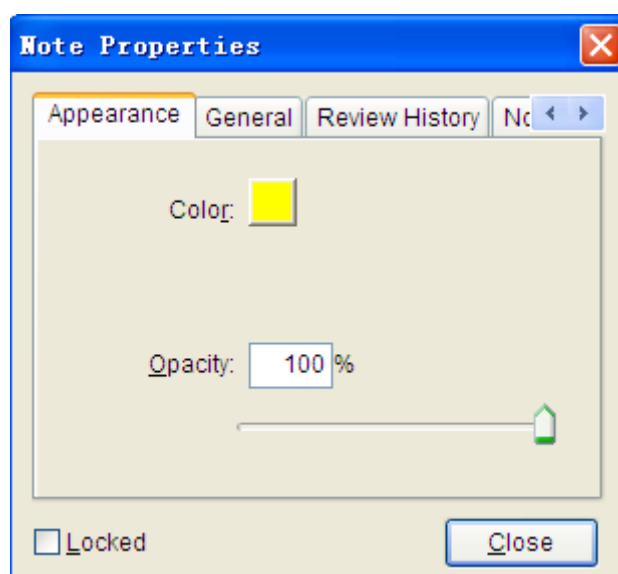 Note Properties
Appearance General Review History
Color:
Opacity: 100 %
Locked Close